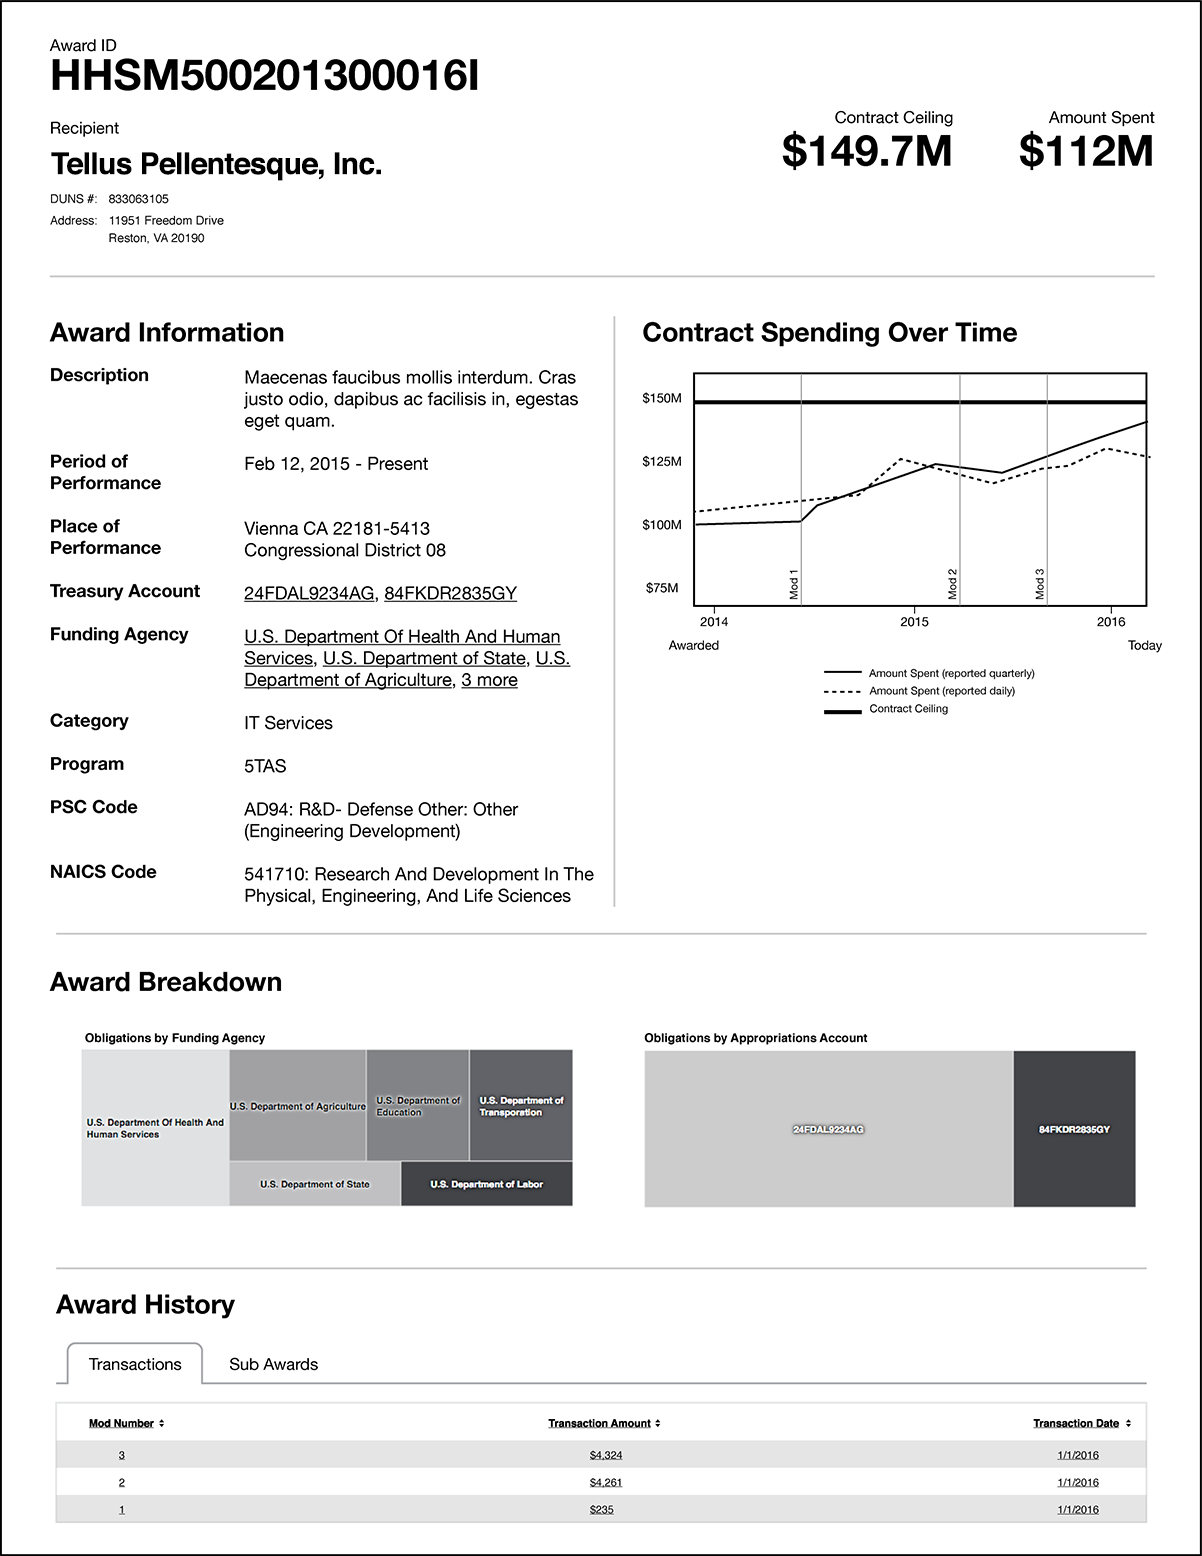 Award ID
HHSM500201300016I
Recipient
Tellus Pellentesque, Inc.
DUNS #: 833063105
Address: 11951 Freedom Drive
Reston, VA 20190
Contract Ceiling
$149.7M
Amount Spent
$112M
Award Information
Description
Maecenas faucibus mollis interdum. Cras
justo odio, dapibus ac facilisis in, egestas
eget quam.
Period of
Performance
Feb 12, 2015 - Present
Place of
Performance
Vienna CA 22181-5413
Congressional District 08
Treasury Account
24FDAL9234AG, 84FKDR2835GY
Funding Agency
U.S. Department Of Health And Human
Services, U.S. Department of State, U.S.
Department of Agriculture, 3 more
Category
IT Services
Program
5TAS
PSC Code
AD94: R&D- Defense Other: Other
(Engineering Development)
NAICS Code
541710: Research And Development In The
Physical, Engineering, And Life Sciences
Contract Spending Over Time
$150M
$125M
$100M
$75M
Mod 1
Mod 2
Mod 3
2014
2015
2016
Awarded
Today
Amount Spent (reported quarterly)
Amount Spent (reported daily)
Contract Ceiling
Award Breakdown
Obligations by Funding Agency
U.S. Department Of Health And
Human Services
U.S. Department of Agriculture
U.S. Department of
Education
U.S. Department of
Transporation
U.S. Department of State
U.S. Department of Labor
Obligations by Appropriations Account
24FDAL9234AG
84FKDR2835GY
Award History
Transactions
Sub Awards
Mod Number Transaction Amount Transaction Date
3 $4,324 1/1/2016
2 $4,261 1/1/2016
1 $235 1/1/2016